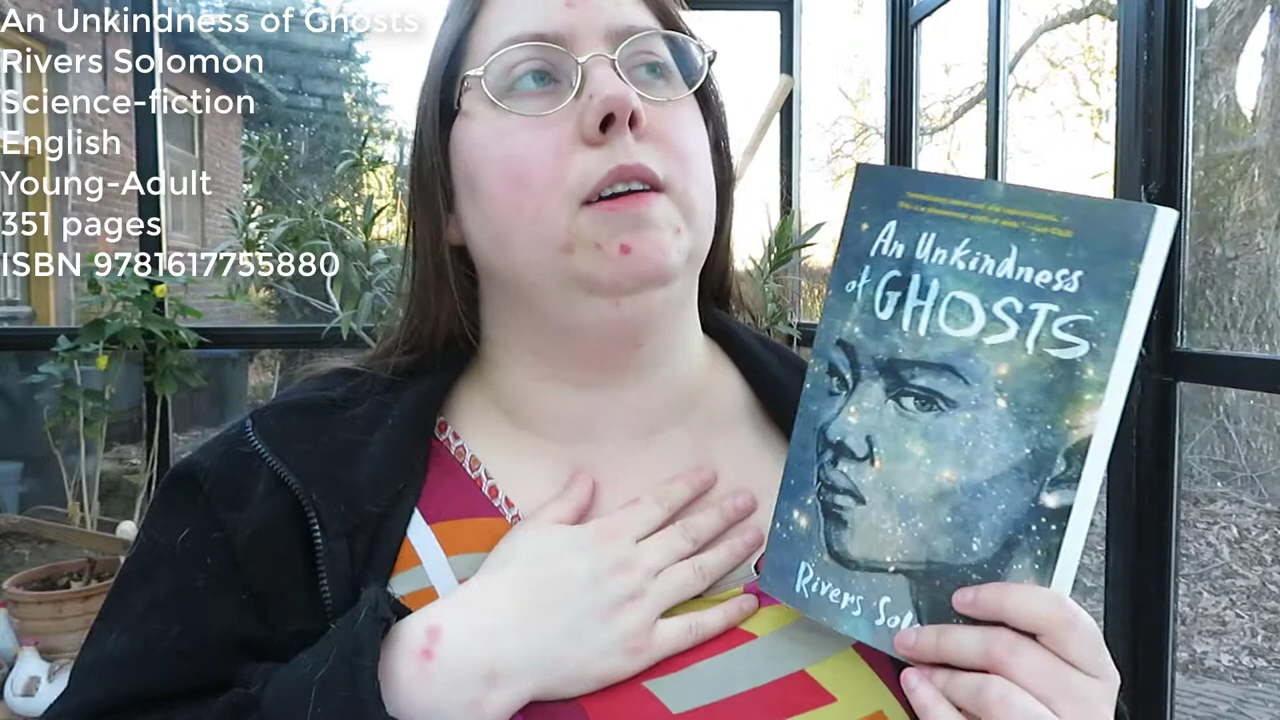 An Unkindness of Ghosts
Rivers Solomon
Science-fiction
English
Young-Adult
351 pages
ISBN 9781617755880
An Unkindness
of GHOSTS
Rivers